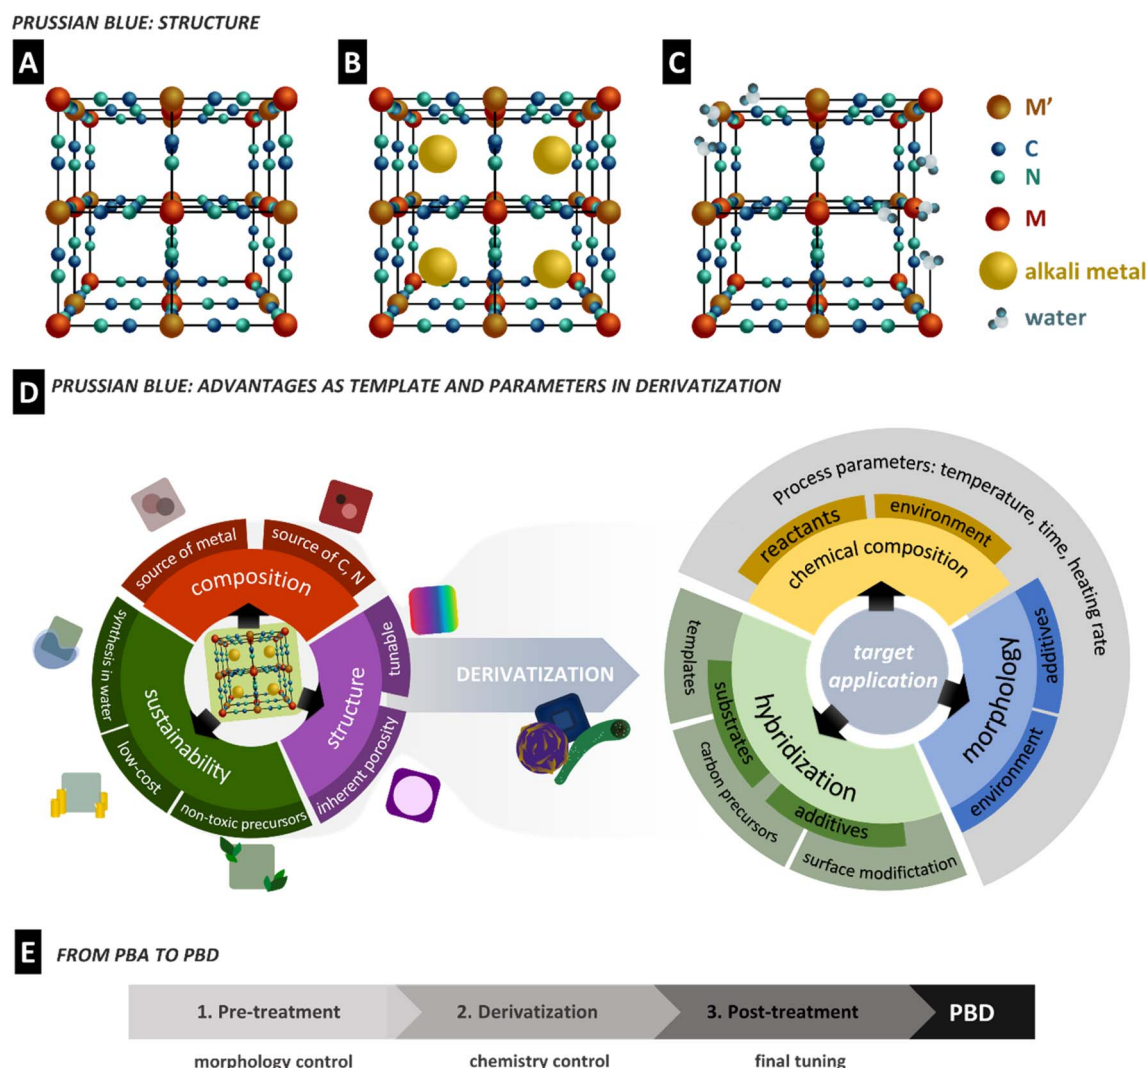 PRUSSIAN BLUE: STRUCTURE
A
B
C
M’
C
N
M
alkali metal
water
D
PRUSSIAN BLUE: ADVANTAGES AS TEMPLATE AND PARAMETERS IN DERIVATIZATION
source of metal
source of C, N
composition
synthesis in water
low-cost
non-toxic precursors
sustainability
tunable
inherent porosity
structure
DERIVATIZATION
Process parameters: temperature, time, heating rate
reactants
environment
chemical composition
additives
environment
morphology
target
application
templates
substrates
hybridization
carbon precursors
additives
surface modifictation
E
FROM PBA TO PBD
1. Pre-treatment
2. Derivatization
3. Post-treatment
PBD
morphology control
chemistry control
final tuning